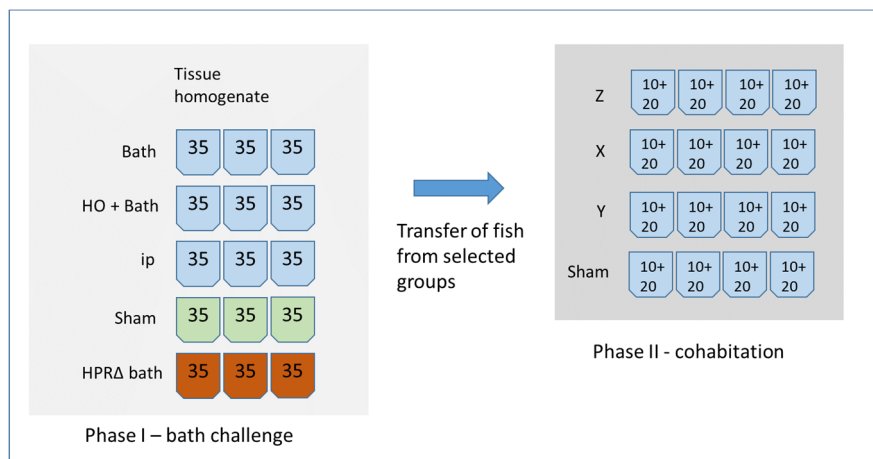 Tissue
homogenate
Bath 35 35 35
HO + Bath 35 35 35
ip 35 35 35
Sham 35 35 35
HPRΔ bath 35 35 35
Phase I – bath challenge
Transfer of fish
from selected
groups
Z 10+ 10+ 10+ 10+
20 20 20 20
X 10+ 10+ 10+ 10+
20 20 20 20
Y 10+ 10+ 10+ 10+
20 20 20 20
Sham 10+ 10+ 10+ 10+
20 20 20 20
Phase II - cohabitation